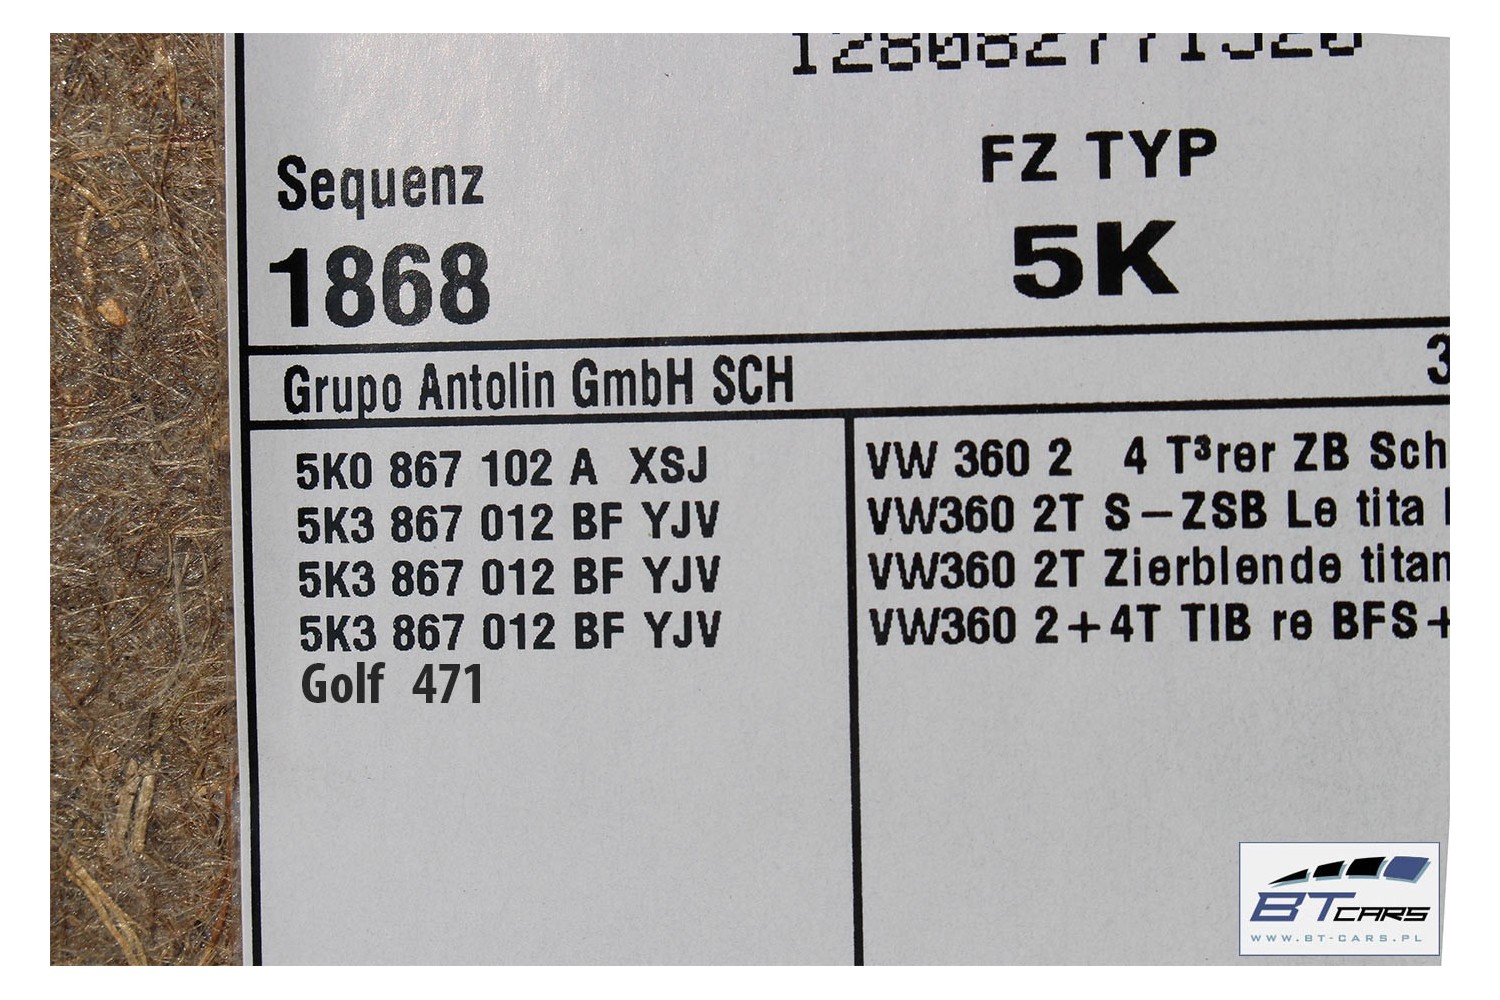 Sequenz
FZ TYP
1868
5K
Grupo Antolin GmbH SCH
3
5K0 867 102 A XSJ
VW 360 2 4 T³rer ZB Sch
5K3 867 012 BF YJV
VW360 2T S-ZSB Le tita
5K3 867 012 BF YJV
VW360 2T Zierblende titan
5K3 867 012 BF YJV
VW360 2+4T TIB re BFS+
Golf 471
BT CARS
WWW.BT-CARS.PL